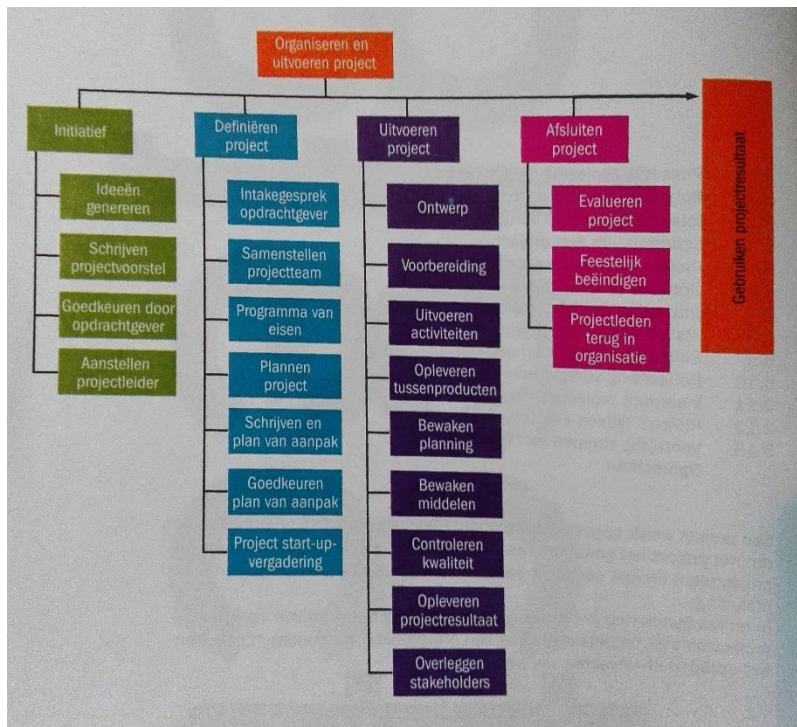 Organiseren en
uitvoeren project
Initiatief
Ideeën
genereren
Schrijven
projectvoorstel
Goedkeuren door
opdrachtgever
Aanstellen
projectleider
Definiëren
project
Intakegesprek
opdrachtgever
Samenstellen
projectteam
Programma van
eisen
Plannen
project
Schrijven en
plan van aanpak
Goedkeuren
plan van aanpak
Project start-up-
vergadering
Uitvoeren
project
Ontwerp
Voorbereiding
Uitvoeren
activiteiten
Opleveren
tussenproducten
Bewaken
planning
Bewaken
middelen
Controleren
kwaliteit
Opleveren
projectresultaat
Overleggen
stakeholders
Afsluiten
project
Evalueren
project
Feestelijk
beëindigen
Projectleden
terug in
organisatie
Gebruiken projectresultaat